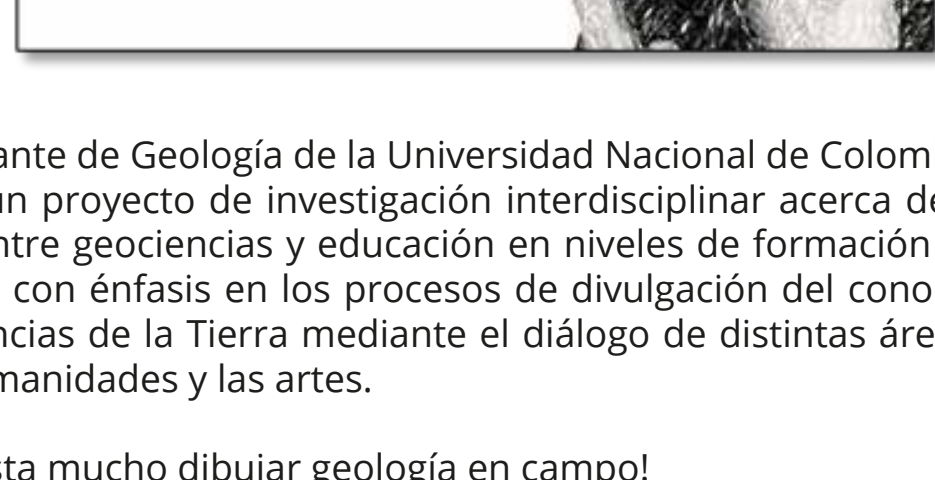 ante de Geología de la Universidad Nacional de Colom
un proyecto de investigación interdisciplinar acerca de
ntre geociencias y educación en niveles de formación
con énfasis en los procesos de divulgación del cono
ncias de la Tierra mediante el diálogo de distintas áre
manidades y las artes.
sta mucho dibujar geología en campo!